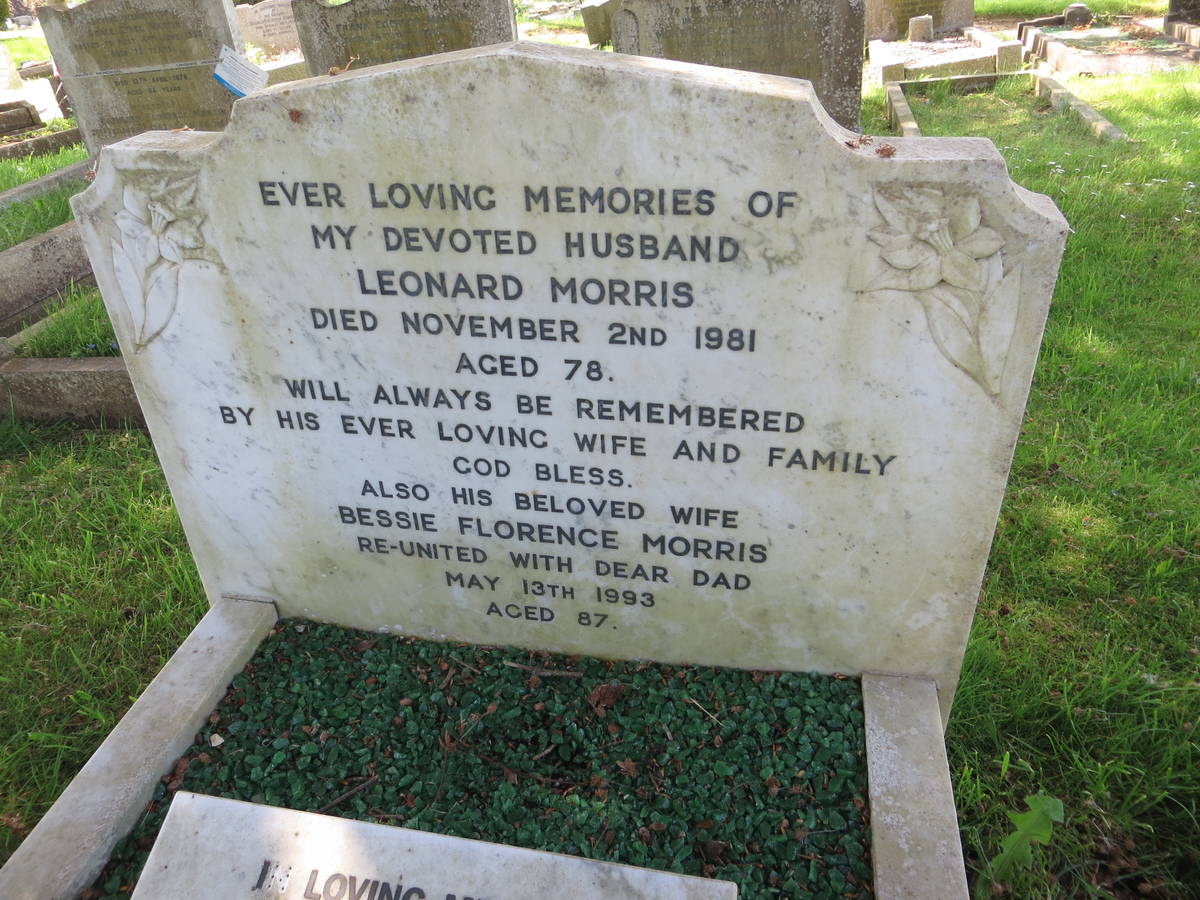 EVER LOVING MEMORIES OF
MY DEVOTED HUSBAND
LEONARD MORRIS
DIED NOVEMBER 2ND 1981
AGED 78.
WILL ALWAYS BE REMEMBERED
BY HIS EVER LOVING WIFE AND FAMILY
GOD BLESS.
ALSO HIS BELOVED WIFE
BESSIE FLORENCE MORRIS
RE-UNITED WITH DEAR DAD
MAY 13TH 1993
AGED 87.
IN LOVING